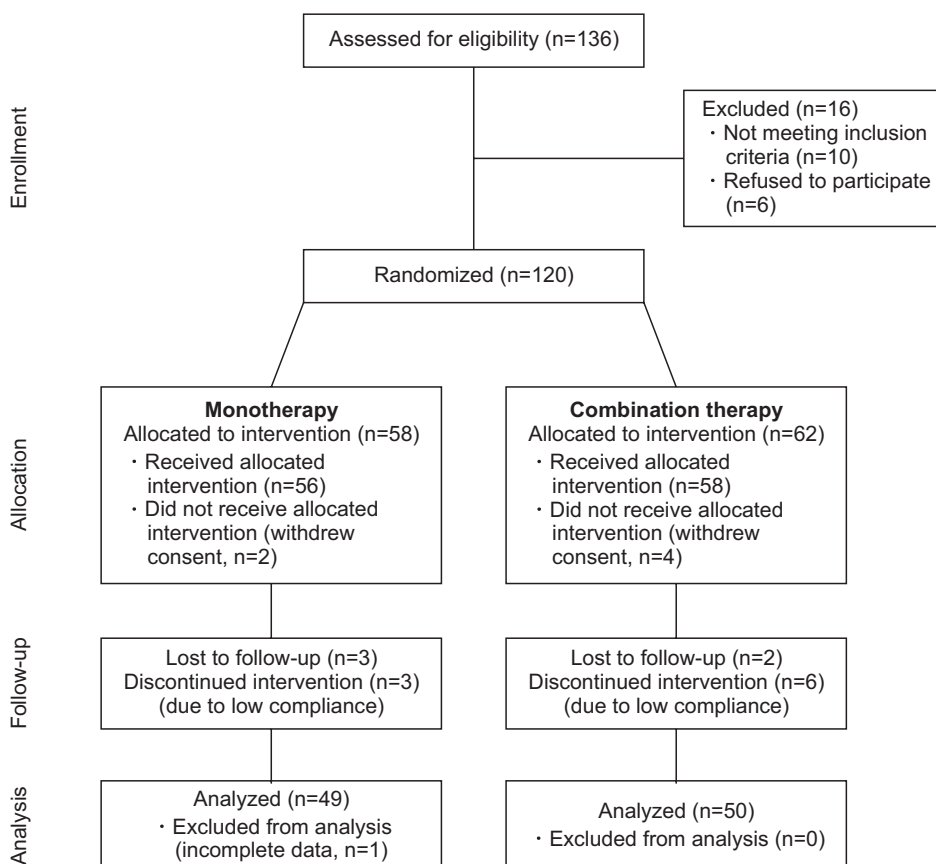 Assessed for eligibility (n=136)
Enrollment
Excluded (n=16)
· Not meeting inclusion
criteria (n=10)
· Refused to participate
(n=6)
Randomized (n=120)
Allocation
Monotherapy
Allocated to intervention (n=58)
· Received allocated
intervention (n=56)
· Did not receive allocated
intervention (withdrew
consent, n=2)
Combination therapy
Allocated to intervention (n=62)
· Received allocated
intervention (n=58)
· Did not receive allocated
intervention (withdrew
consent, n=4)
Follow-up
Lost to follow-up (n=3)
Discontinued intervention (n=3)
(due to low compliance)
Lost to follow-up (n=2)
Discontinued intervention (n=6)
(due to low compliance)
Analysis
Analyzed (n=49)
· Excluded from analysis
(incomplete data, n=1)
Analyzed (n=50)
· Excluded from analysis (n=0)